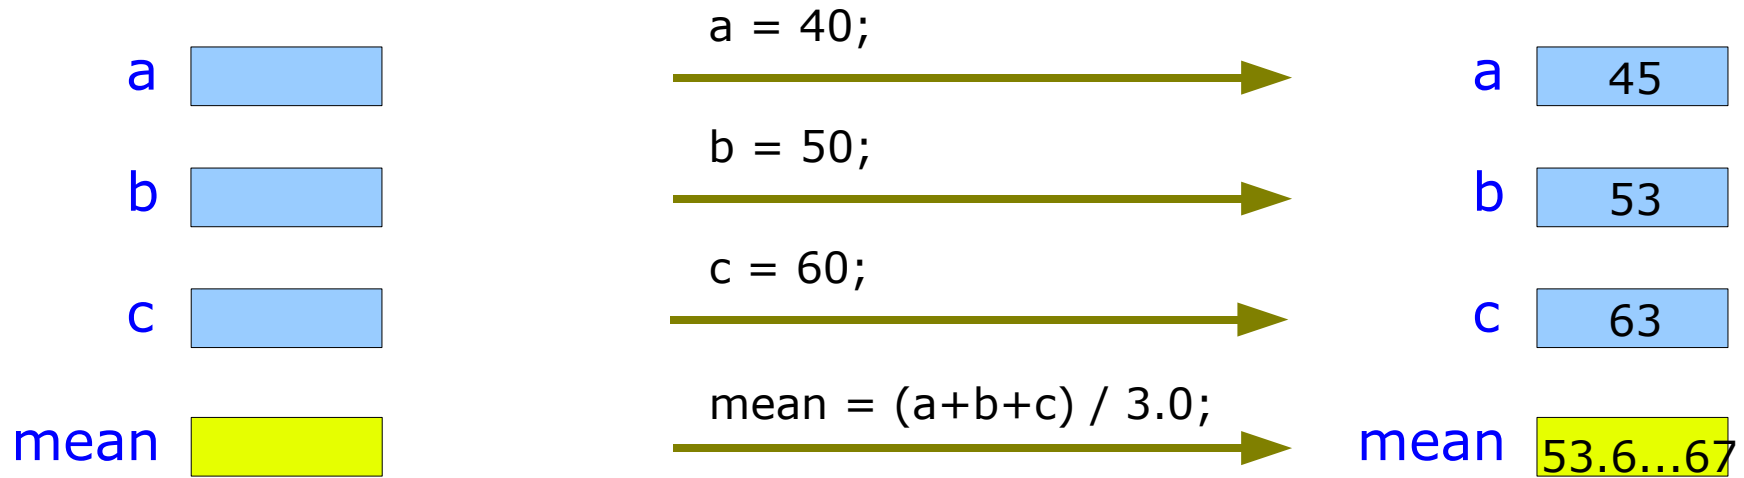 a = 40;
a a 45
b = 50;
b b 53
c = 60;
c c 63
mean = (a+b+c) / 3.0;
mean mean 53.6...67